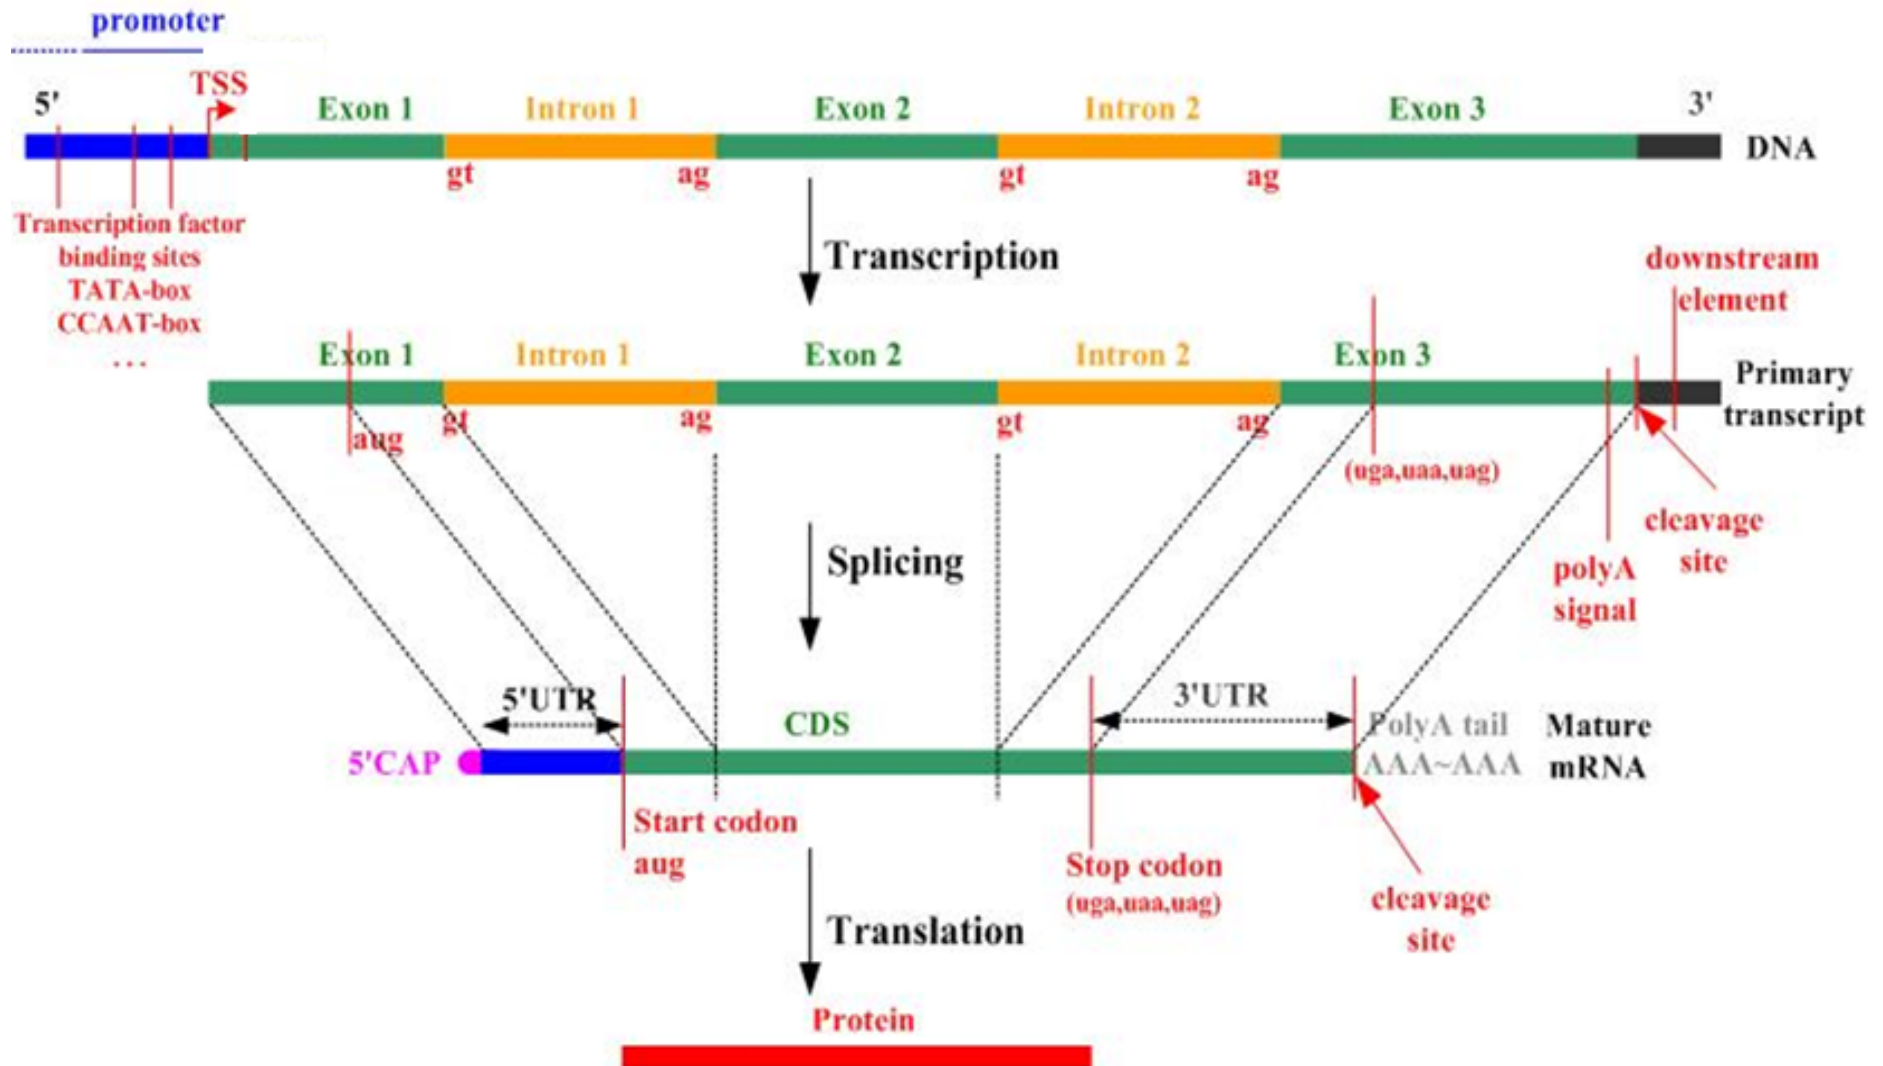 promoter
TSS
5'
Exon 1
Intron 1
Exon 2
Intron 2
Exon 3
3'
DNA
gt
ag
gt
ag
Transcription factor
binding sites
TATA-box
CCAAT-box
...
Transcription
downstream
element
Exon 1
Intron 1
Exon 2
Intron 2
Exon 3
Primary
transcript
aug
gt
ag
gt
ag
(uga,uaa,uag)
cleavage
site
polyA
signal
Splicing
5'UTR
CDS
3'UTR
PolyA tail
AAA~AAA
Mature
mRNA
5'CAP
Start codon
aug
Stop codon
(uga,uaa,uag)
cleavage
site
Translation
Protein